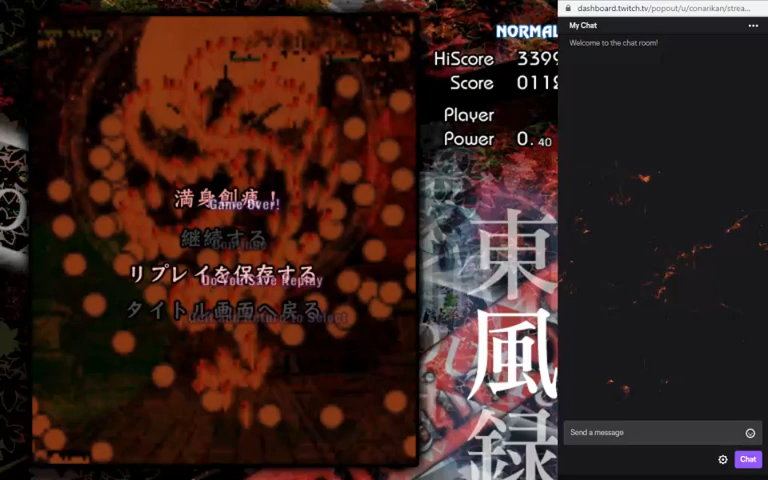 NORMAL
HiScore 3399
Score 0118
Player
Power 0.40
満身創痍!
Game Over!
継続する
Continue
リプレイを保存する
Do You Save Replay
タイトル画面へ戻る
東風録
dashboard.twitch.tv/popout/u/conarikan/strea...
My Chat
Welcome to the chat room!
Send a message
Chat